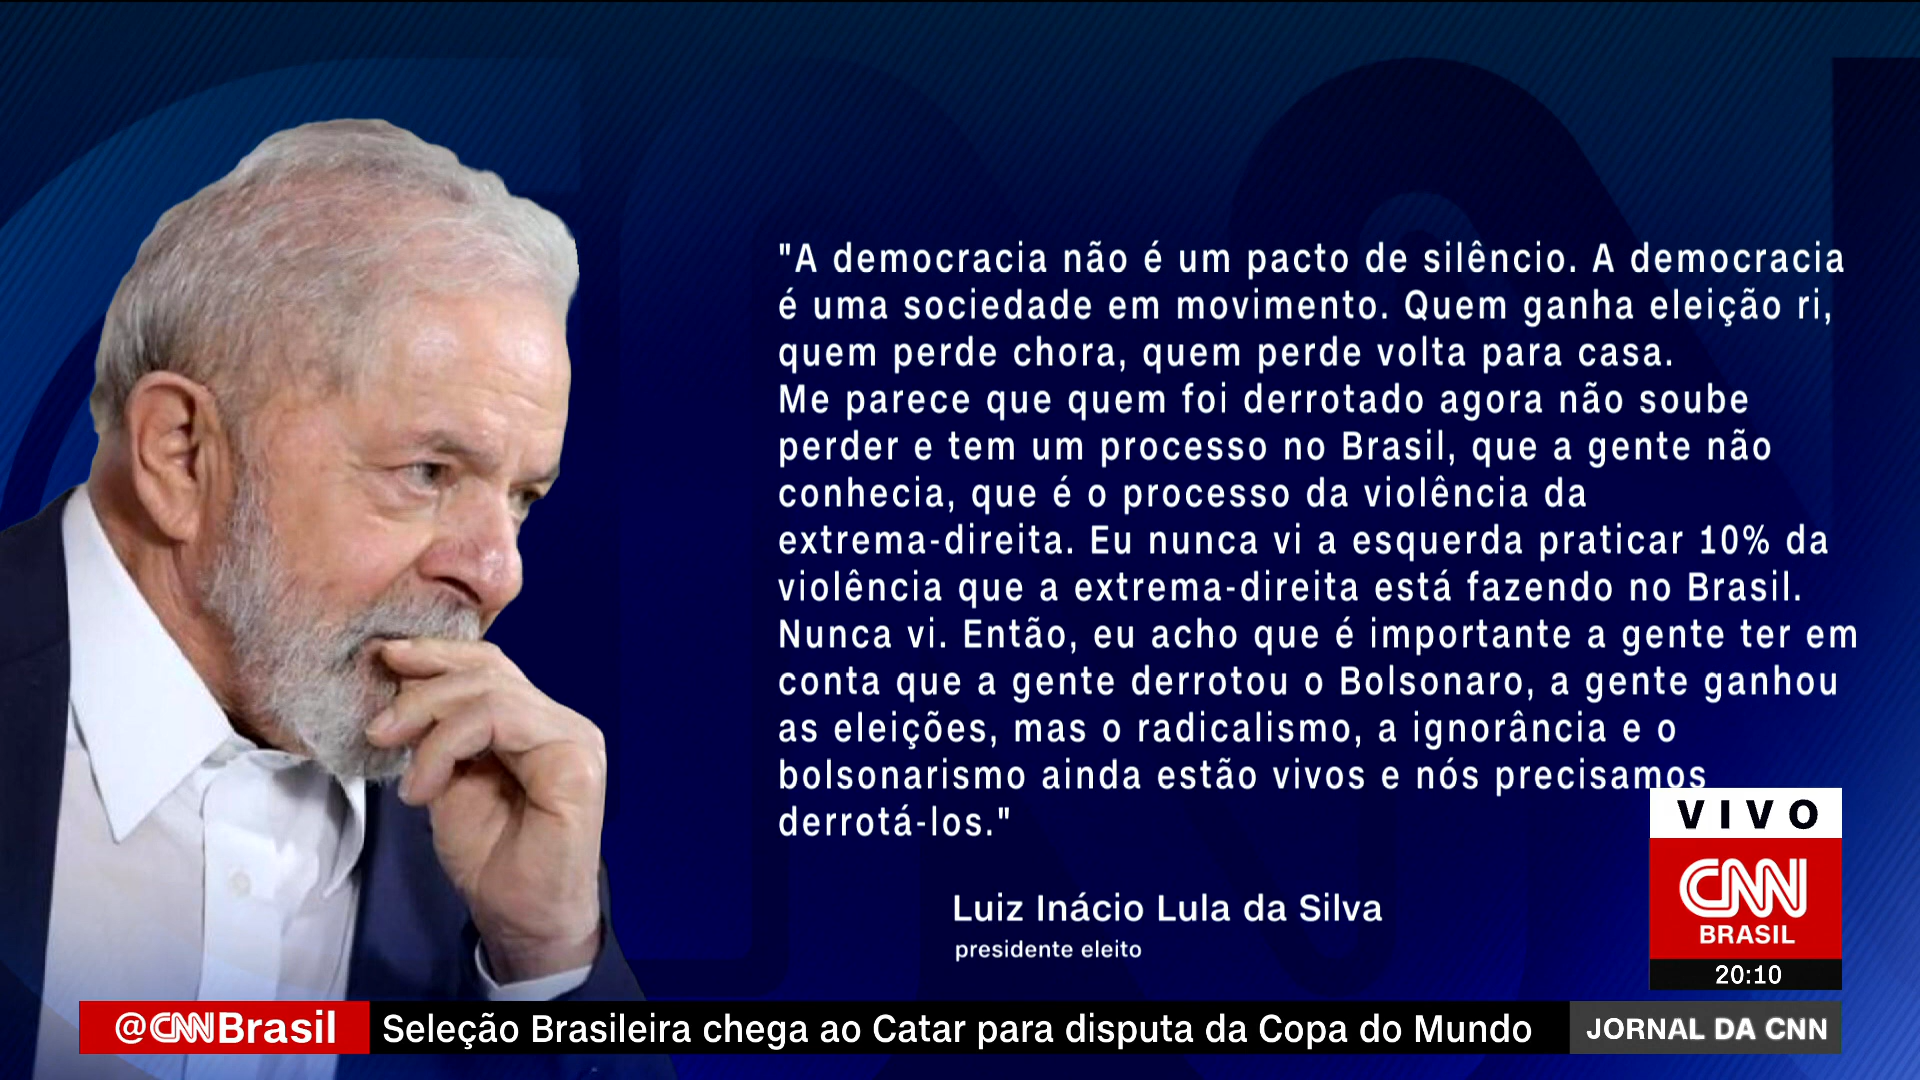 "A democracia não é um pacto de silêncio. A democracia
é uma sociedade em movimento. Quem ganha eleição ri,
quem perde chora, quem perde volta para casa.
Me parece que quem foi derrotado agora não soube
perder e tem um processo no Brasil, que a gente não
conhecia, que é o processo da violência da
extrema-direita. Eu nunca vi a esquerda praticar 10% da
violência que a extrema-direita está fazendo no Brasil.
Nunca vi. Então, eu acho que é importante a gente ter em
conta que a gente derrotou o Bolsonaro, a gente ganhou
as eleições, mas o radicalismo, a ignorância e o
bolsonarismo ainda estão vivos e nós precisamos
derrotá-los."
Luiz Inácio Lula da Silva
presidente eleito
VIVO
CNN
BRASIL
20:10
@CNNBrasil Seleção Brasileira chega ao Catar para disputa da Copa do Mundo JORNAL DA CNN